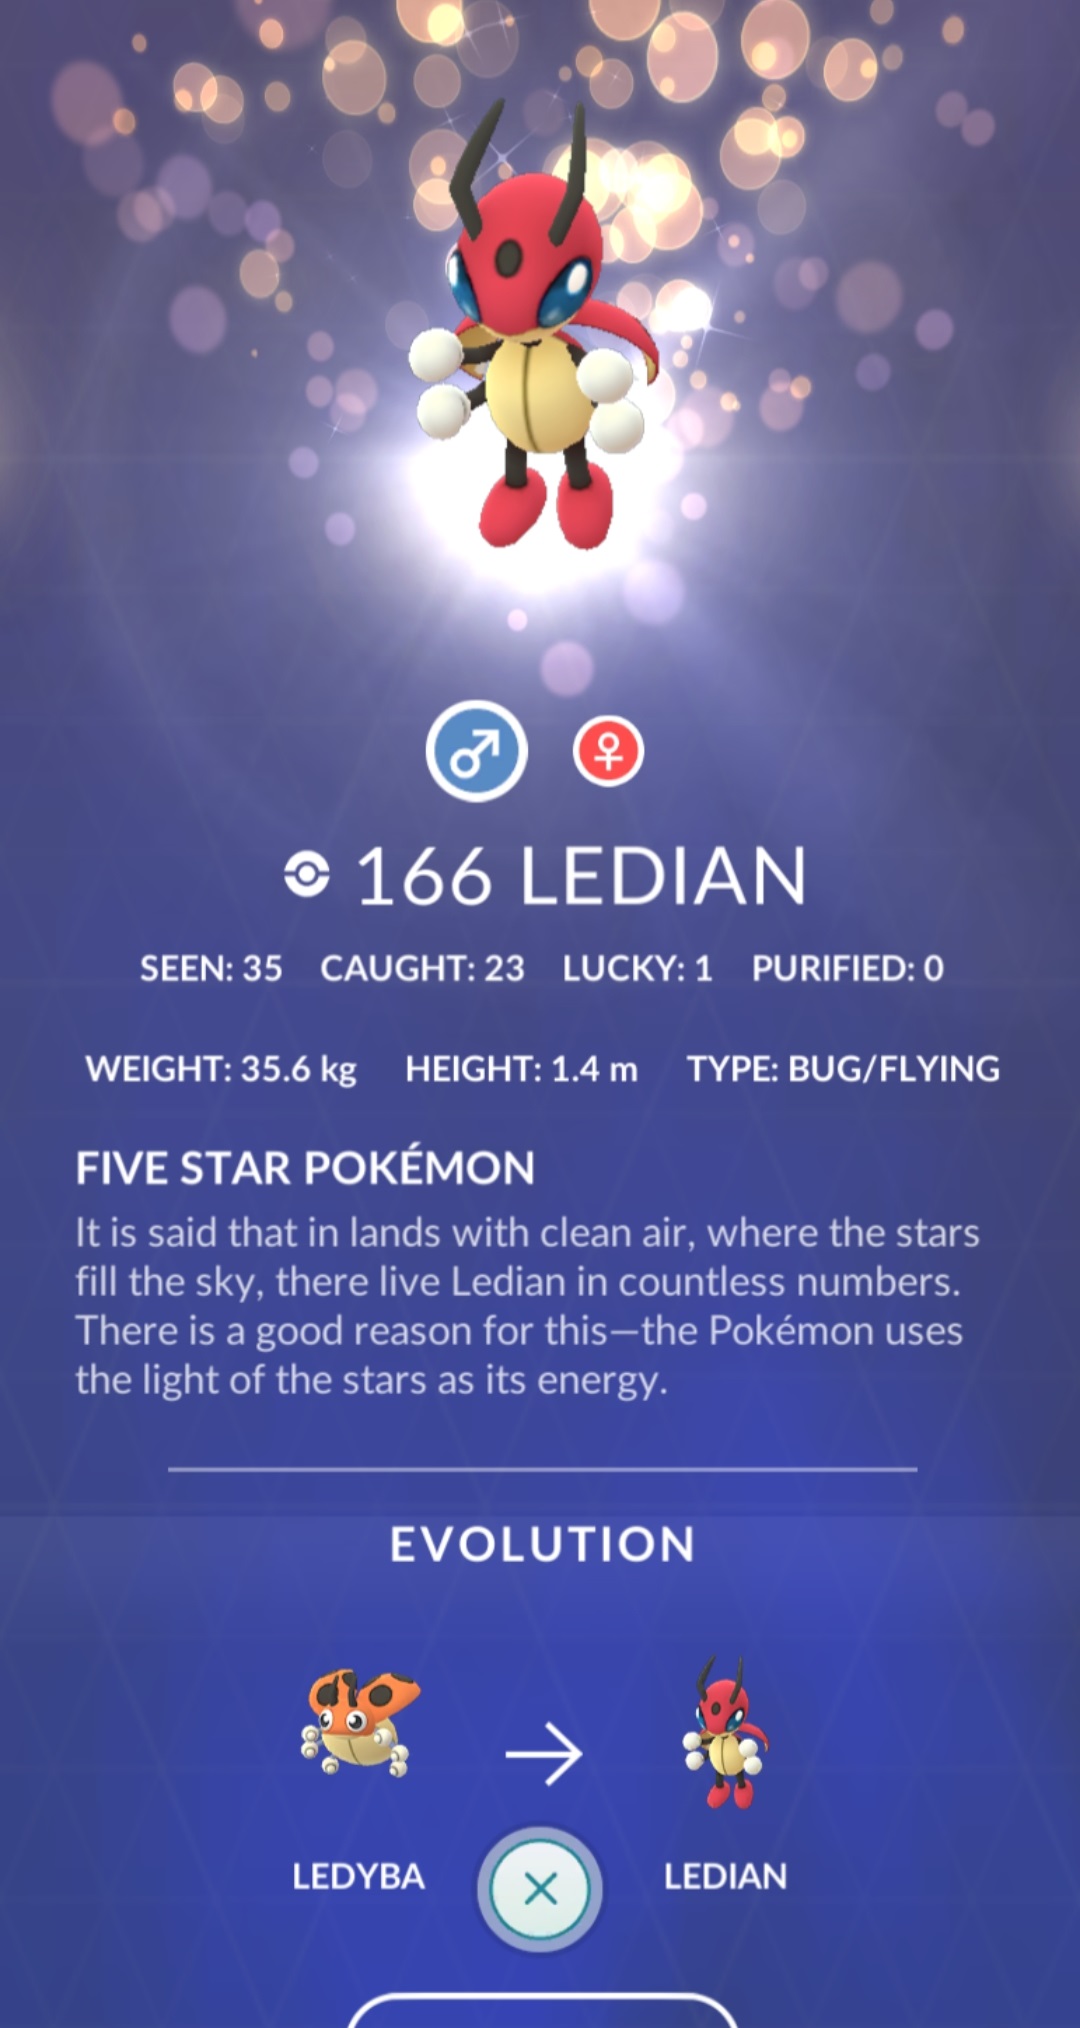 166 LEDIAN
SEEN: 35 CAUGHT: 23 LUCKY: 1 PURIFIED: 0
WEIGHT: 35.6 kg HEIGHT: 1.4 m TYPE: BUG/FLYING
FIVE STAR POKÉMON
It is said that in lands with clean air, where the stars
fill the sky, there live Ledian in countless numbers.
There is a good reason for this—the Pokémon uses
the light of the stars as its energy.
EVOLUTION
LEDYBA LEDIAN